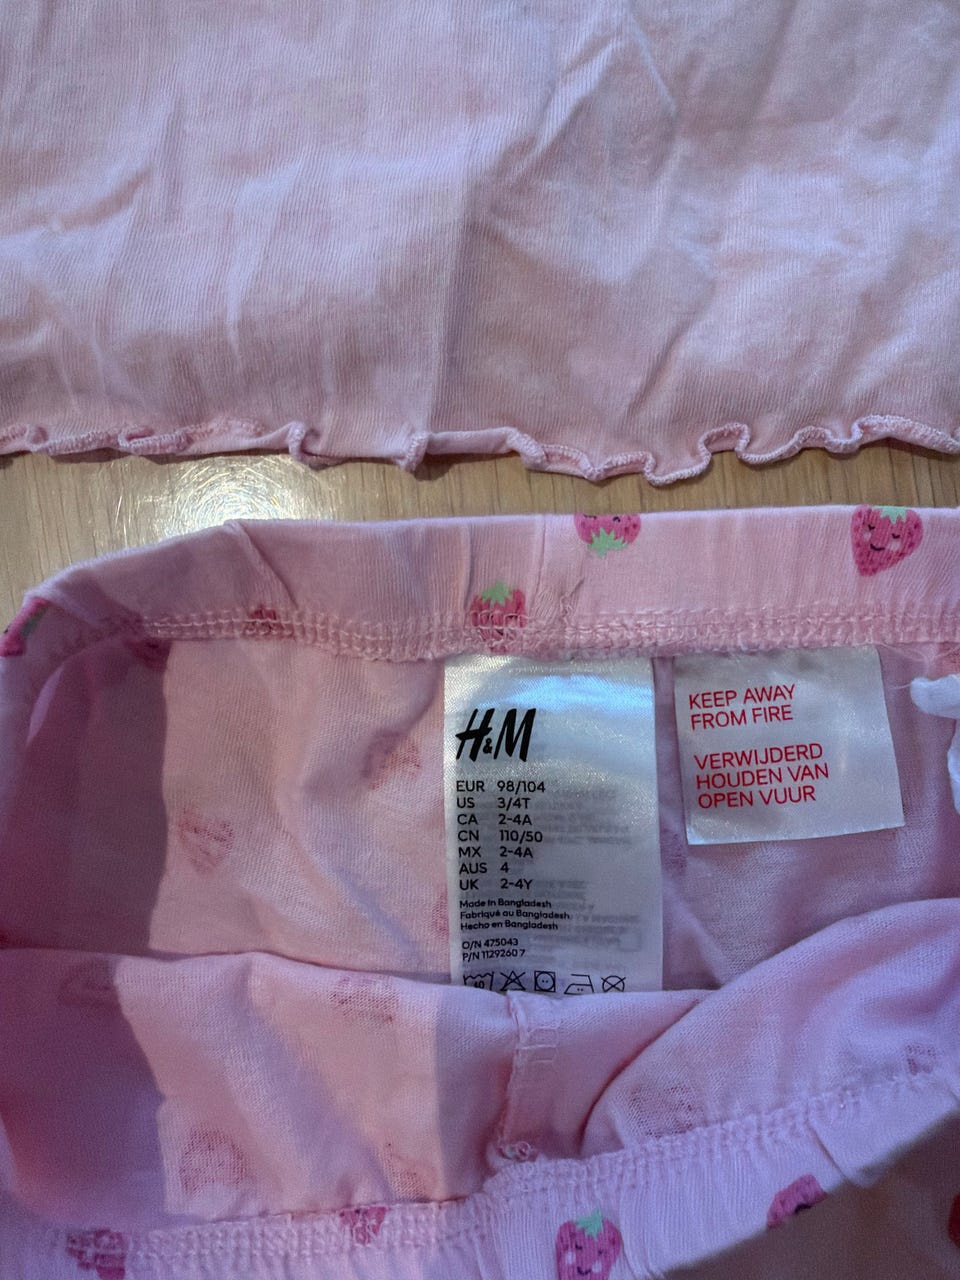 H&M
EUR 98/104
US 3/4T
CA 2-4A
CN 110/50
MX 2-4A
AUS 4
UK 2-4Y
Made in Bangladesh
Fabriqué au Bangladesh
Hecho en Bangladesh
O/N 475043
P/N 1129260 7
40
KEEP AWAY
FROM FIRE
VERWIJDERD
HOUDEN VAN
OPEN VUUR